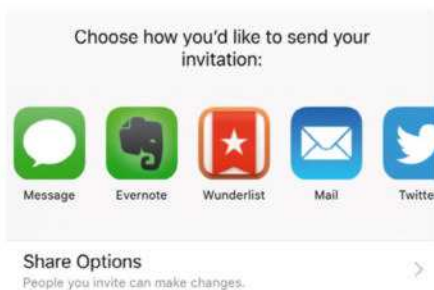 Choose how you’d like to send your
invitation:
Message Evernote Wunderlist Mail Twitte
Share Options
People you invite can make changes.